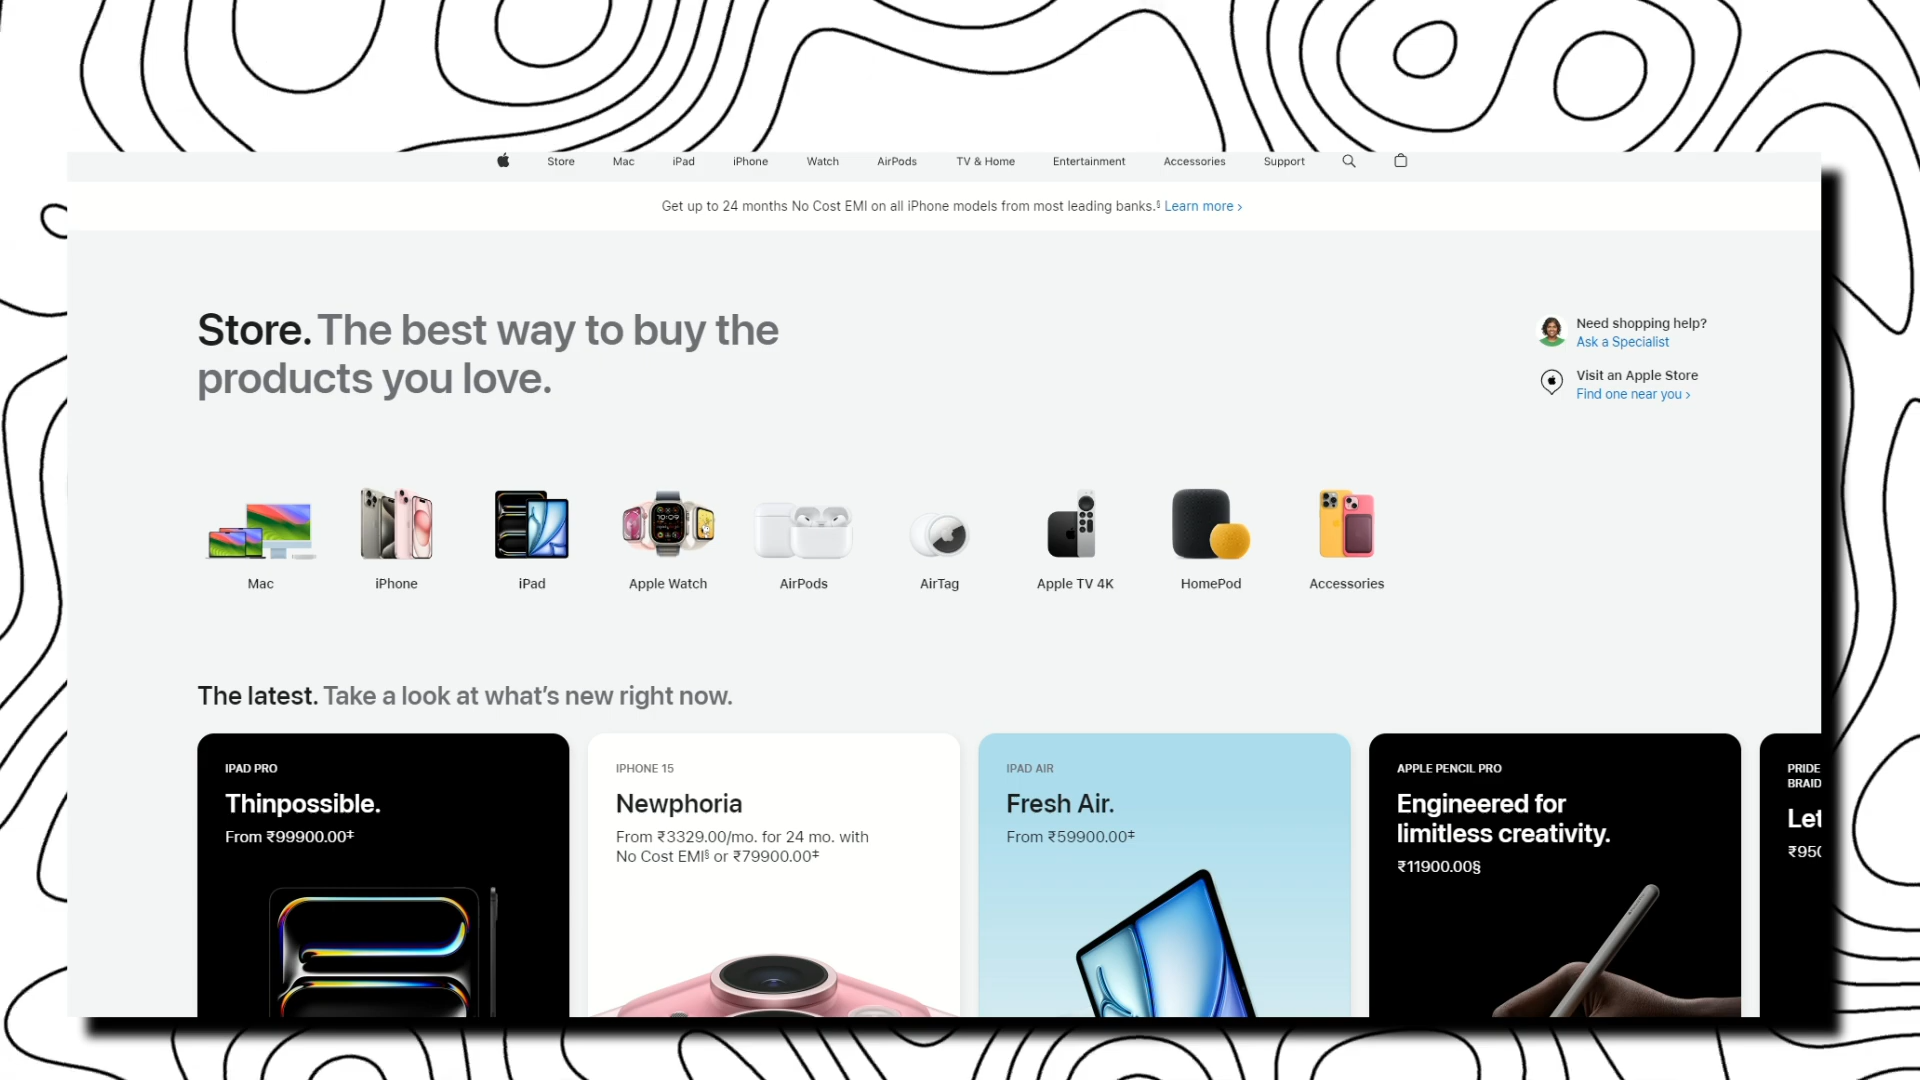 Store Mac iPad iPhone Watch AirPods TV & Home Entertainment Accessories Support
Get up to 24 months No Cost EMI on all iPhone models from most leading banks.§ Learn more ›
Store. The best way to buy the
products you love.
Need shopping help?
Ask a Specialist
Visit an Apple Store
Find one near you ›
Mac iPhone iPad Apple Watch AirPods AirTag Apple TV 4K HomePod Accessories
The latest. Take a look at what’s new right now.
IPAD PRO
Thinpossible.
From ₹99900.00‡
IPHONE 15
Newphoria
From ₹3329.00/mo. for 24 mo. with
No Cost EMI§ or ₹79900.00‡
IPAD AIR
Fresh Air.
From ₹59900.00‡
APPLE PENCIL PRO
Engineered for
limitless creativity.
₹11900.00§
PRIDE
BRAID
Let
₹950